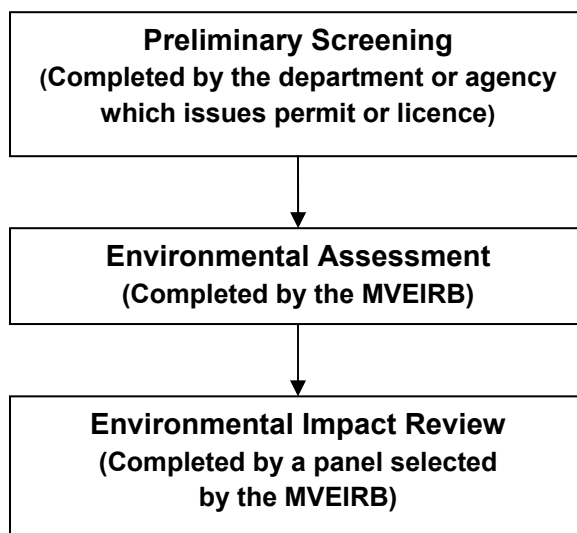 Preliminary Screening
(Completed by the department or agency
which issues permit or licence)
Environmental Assessment
(Completed by the MVEIRB)
Environmental Impact Review
(Completed by a panel selected
by the MVEIRB)